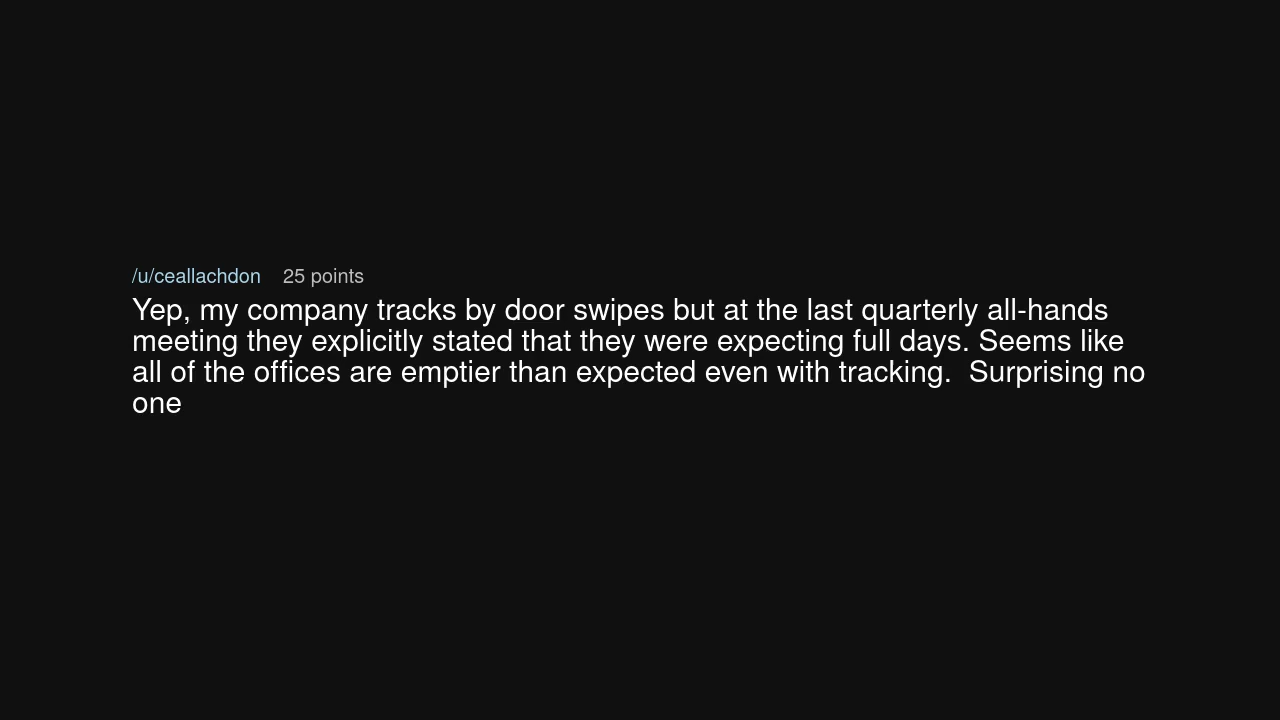 /u/ceallachdon 25 points
Yep, my company tracks by door swipes but at the last quarterly all-hands
meeting they explicitly stated that they were expecting full days. Seems like
all of the offices are emptier than expected even with tracking.  Surprising no
one